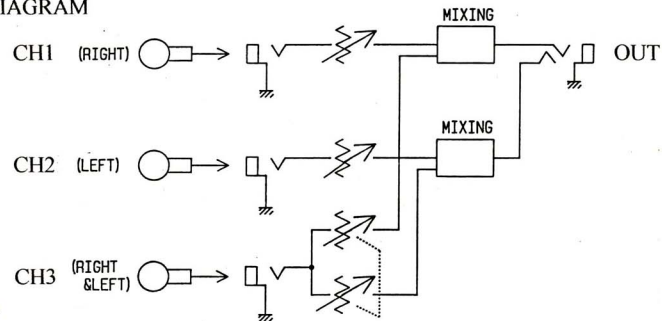 IAGRAM
MIXING
CH1 (RIGHT) OUT
MIXING
CH2 (LEFT)
CH3 (RIGHT
&LEFT)